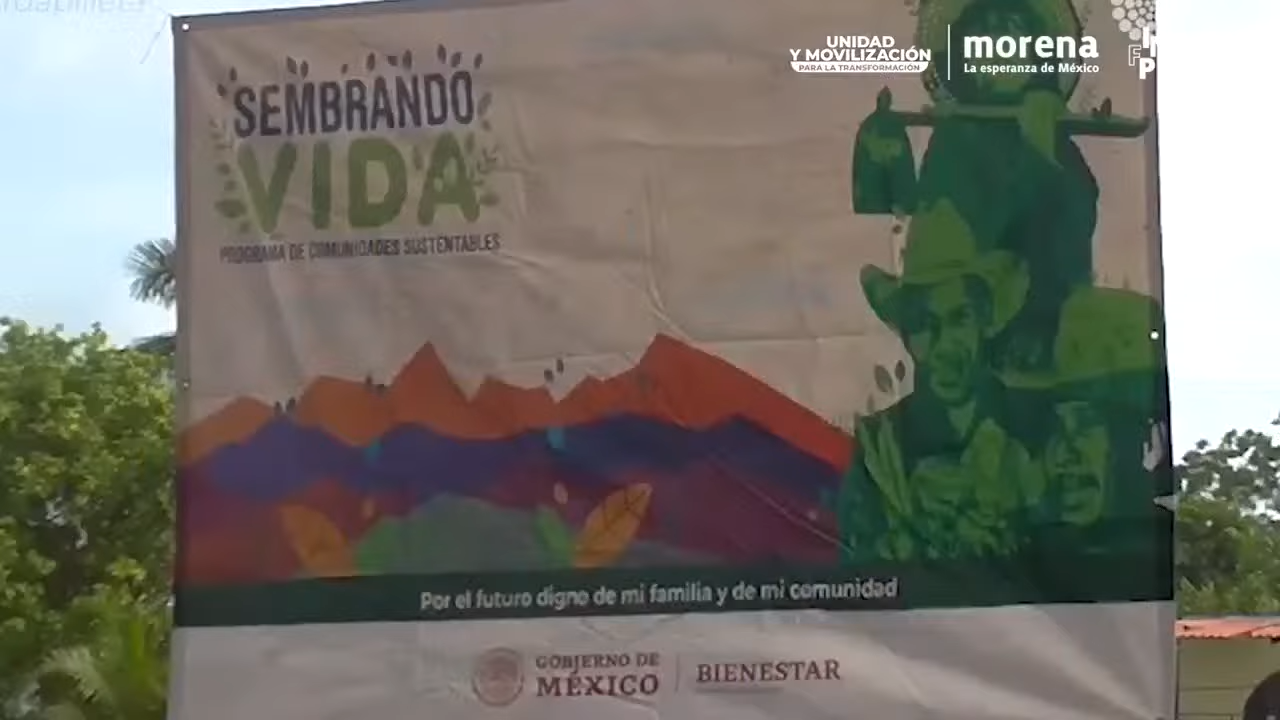 UNIDAD
Y MOVILIZACIÓN
PARA LA TRANSFORMACIÓN
morena
La esperanza de México
SEMBRANDO
VIDA
PROGRAMA DE COMUNIDADES SUSTENTABLES
Por el futuro digno de mi familia y de mi comunidad
GOBIERNO DE
MÉXICO
BIENESTAR